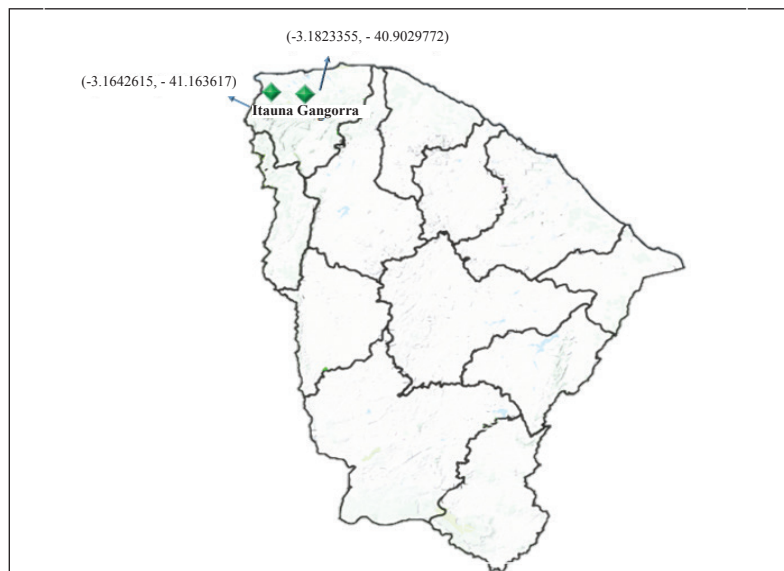 (-3.1823355, - 40.9029772)
(-3.1642615, - 41.163617)
Itauna Gangorra